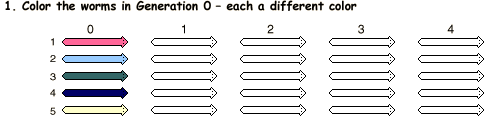 1. Color the worms in Generation 0 – each a different color
0 1 2 3 4
1
2
3
4
5